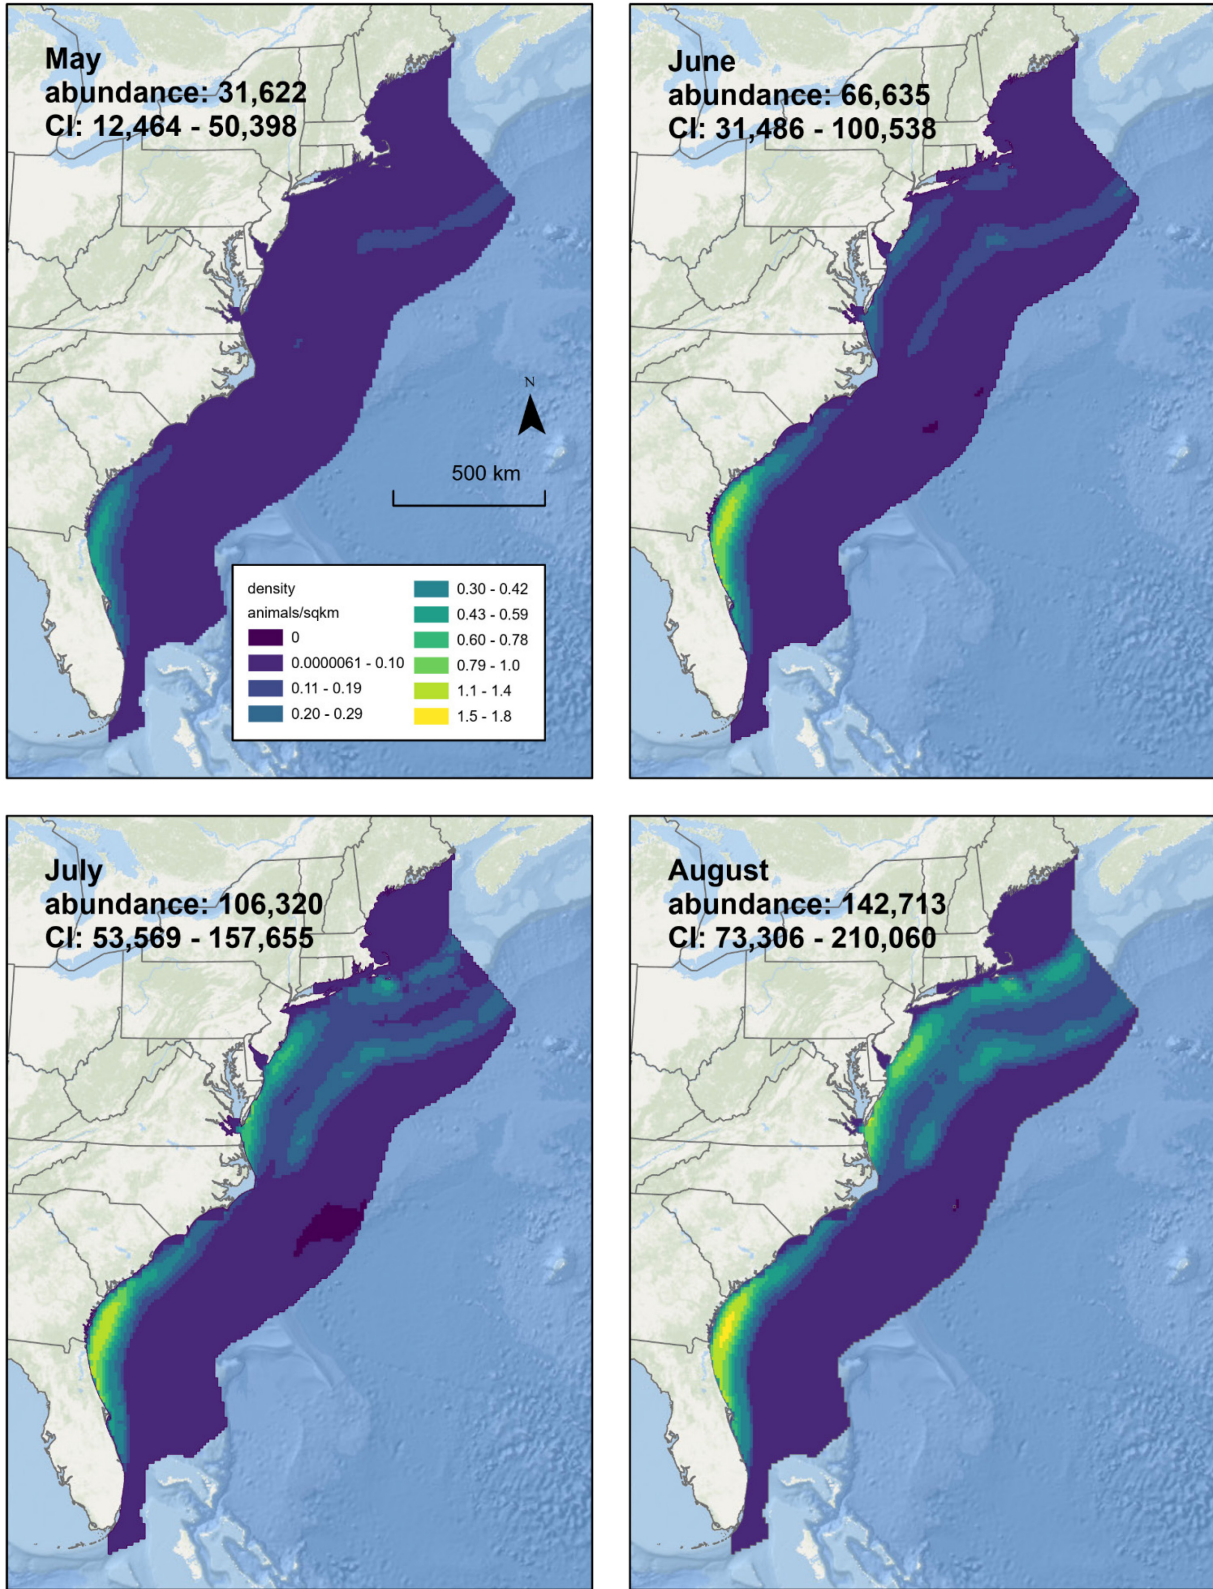 May
abundance: 31,622
CI: 12,464 - 50,398
N
500 km
density
animals/sqkm
0
0.0000061 - 0.10
0.11 - 0.19
0.20 - 0.29
0.30 - 0.42
0.43 - 0.59
0.60 - 0.78
0.79 - 1.0
1.1 - 1.4
1.5 - 1.8
June
abundance: 66,635
CI: 31,486 - 100,538
July
abundance: 106,320
CI: 53,569 - 157,655
August
abundance: 142,713
CI: 73,306 - 210,060